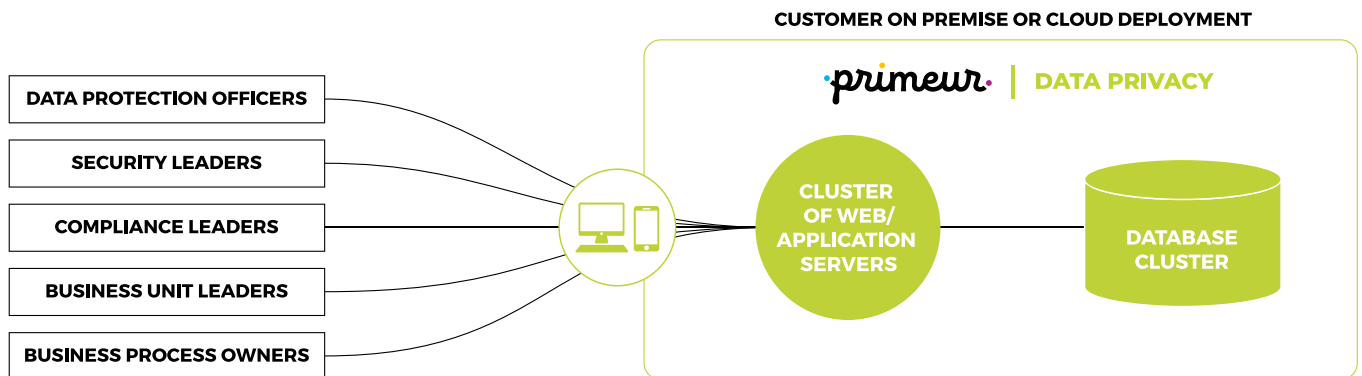 CUSTOMER ON PREMISE OR CLOUD DEPLOYMENT
primeur
DATA PRIVACY
DATA PROTECTION OFFICERS
SECURITY LEADERS
COMPLIANCE LEADERS
BUSINESS UNIT LEADERS
BUSINESS PROCESS OWNERS
CLUSTER
OF WEB/
APPLICATION
SERVERS
DATABASE
CLUSTER